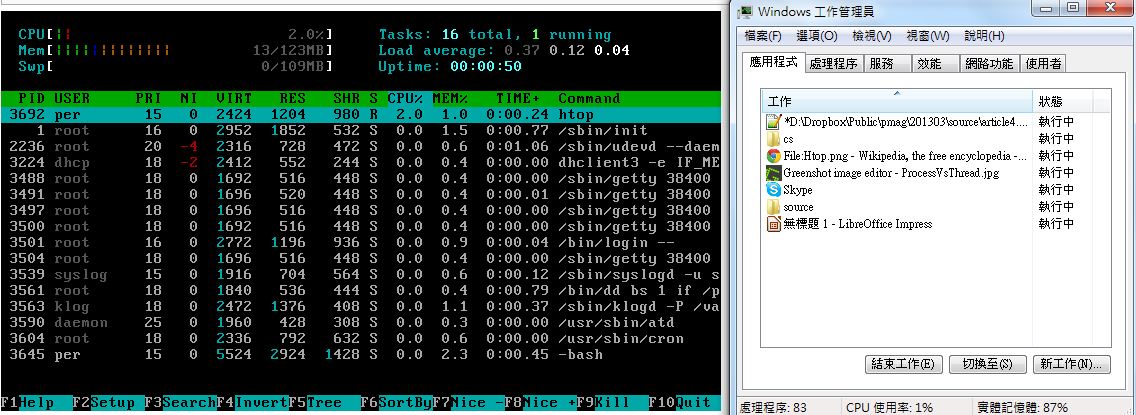 CPU[|| 2.0%] Tasks: 16 total, 1 running
Mem[||||||||||||||| 13/123MB] Load average: 0.37 0.12 0.04
Swp[ 0/109MB] Uptime: 00:00:50
PID USER PRI NI VIRT RES SHR S CPU% MEM% TIME+ Command
3692 per 15 0 2424 1204 980 R 2.0 1.0 0:00.24 htop
1 root 16 0 2952 1852 532 S 0.0 1.5 0:00.77 /sbin/init
2236 root 20 -4 2316 728 472 S 0.0 0.6 0:01.06 /sbin/udevd --daem
3224 dhcp 18 -2 2412 552 244 S 0.0 0.4 0:00.00 dhclient3 -e IF_ME
3488 root 18 0 1692 516 448 S 0.0 0.4 0:00.00 /sbin/getty 38400
3491 root 18 0 1696 520 448 S 0.0 0.4 0:00.01 /sbin/getty 38400
3497 root 18 0 1696 516 448 S 0.0 0.4 0:00.00 /sbin/getty 38400
3500 root 18 0 1692 516 448 S 0.0 0.4 0:00.00 /sbin/getty 38400
3501 root 16 0 2772 1196 936 S 0.0 0.9 0:00.04 /bin/login --
3504 root 18 0 1696 516 448 S 0.0 0.4 0:00.00 /sbin/getty 38400
3539 syslog 15 0 1916 704 564 S 0.0 0.6 0:00.12 /sbin/syslogd -u s
3561 root 18 0 1840 536 444 S 0.0 0.4 0:00.79 /bin/dd bs 1 if /p
3563 klog 18 0 2472 1376 408 S 0.0 1.1 0:00.37 /sbin/klogd -P /va
3590 daemon 25 0 1960 428 308 S 0.0 0.3 0:00.00 /usr/sbin/atd
3604 root 18 0 2336 792 632 S 0.0 0.6 0:00.00 /usr/sbin/cron
3645 per 15 0 5524 2924 1428 S 0.0 2.3 0:00.45 -bash
F1Help F2Setup F3SearchF4InvertF5Tree F6SortByF7Nice -F8Nice +F9Kill F10Quit
Windows 工作管理員
檔案(F) 選項(O) 檢視(V) 視窗(W) 說明(H)
應用程式 處理程序 服務 效能 網路功能 使用者
工作 狀態
*D:\Dropbox\Public\pmag\201303\source\article4.... 執行中
cs 執行中
File:Htop.png - Wikipedia, the free encyclopedia -... 執行中
Greenshot image editor - ProcessVsThread.jpg 執行中
Skype 執行中
source 執行中
無標題 1 - LibreOffice Impress 執行中
結束工作(E) 切換至(S) 新工作(N)...
處理程序: 83 CPU 使用率: 1% 實體記憶體: 87%